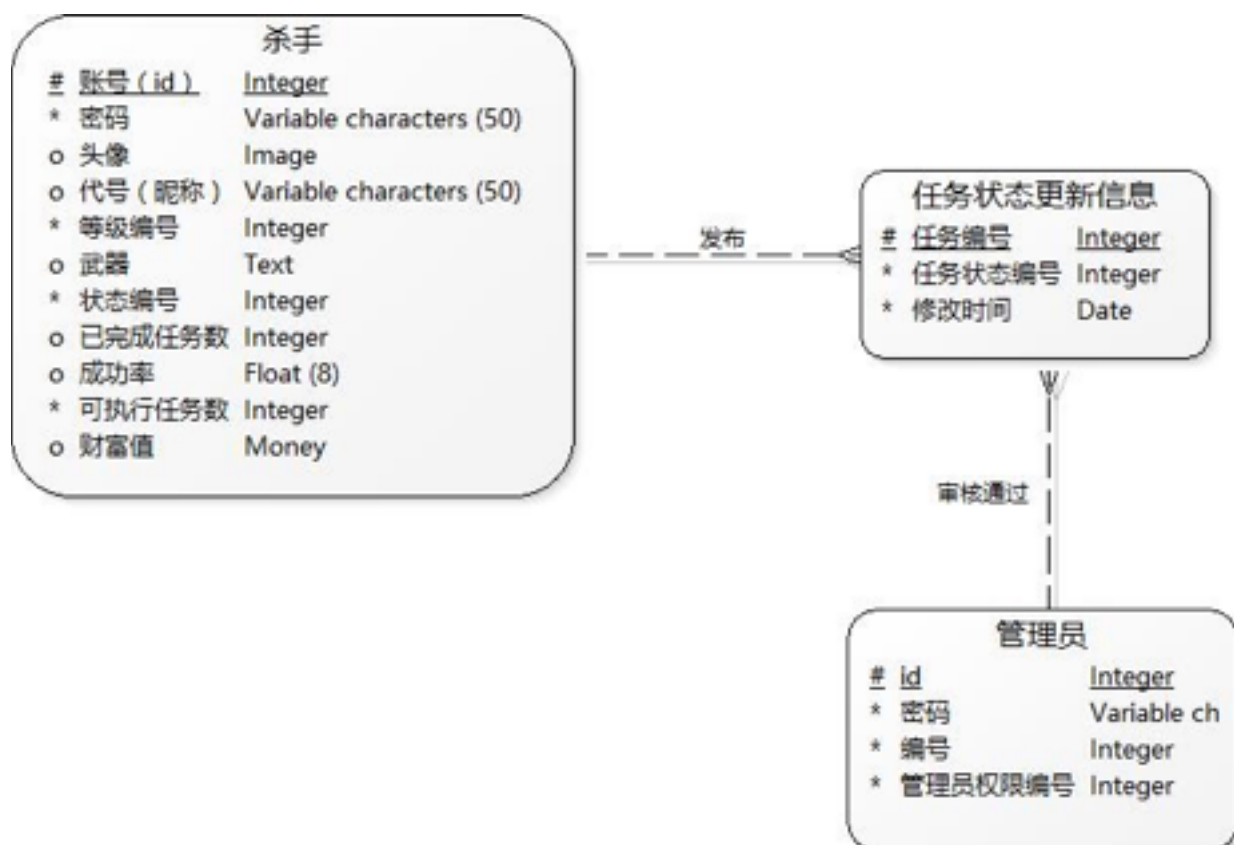 杀手
# 账号（id） Integer
* 密码 Variable characters (50)
o 头像 Image
o 代号（昵称） Variable characters (50)
* 等级编号 Integer
o 武器 Text
* 状态编号 Integer
o 已完成任务数 Integer
o 成功率 Float (8)
* 可执行任务数 Integer
o 财富值 Money
发布
任务状态更新信息
# 任务编号 Integer
* 任务状态编号 Integer
* 修改时间 Date
审核通过
管理员
# id Integer
* 密码 Variable ch
* 编号 Integer
* 管理员权限编号 Integer